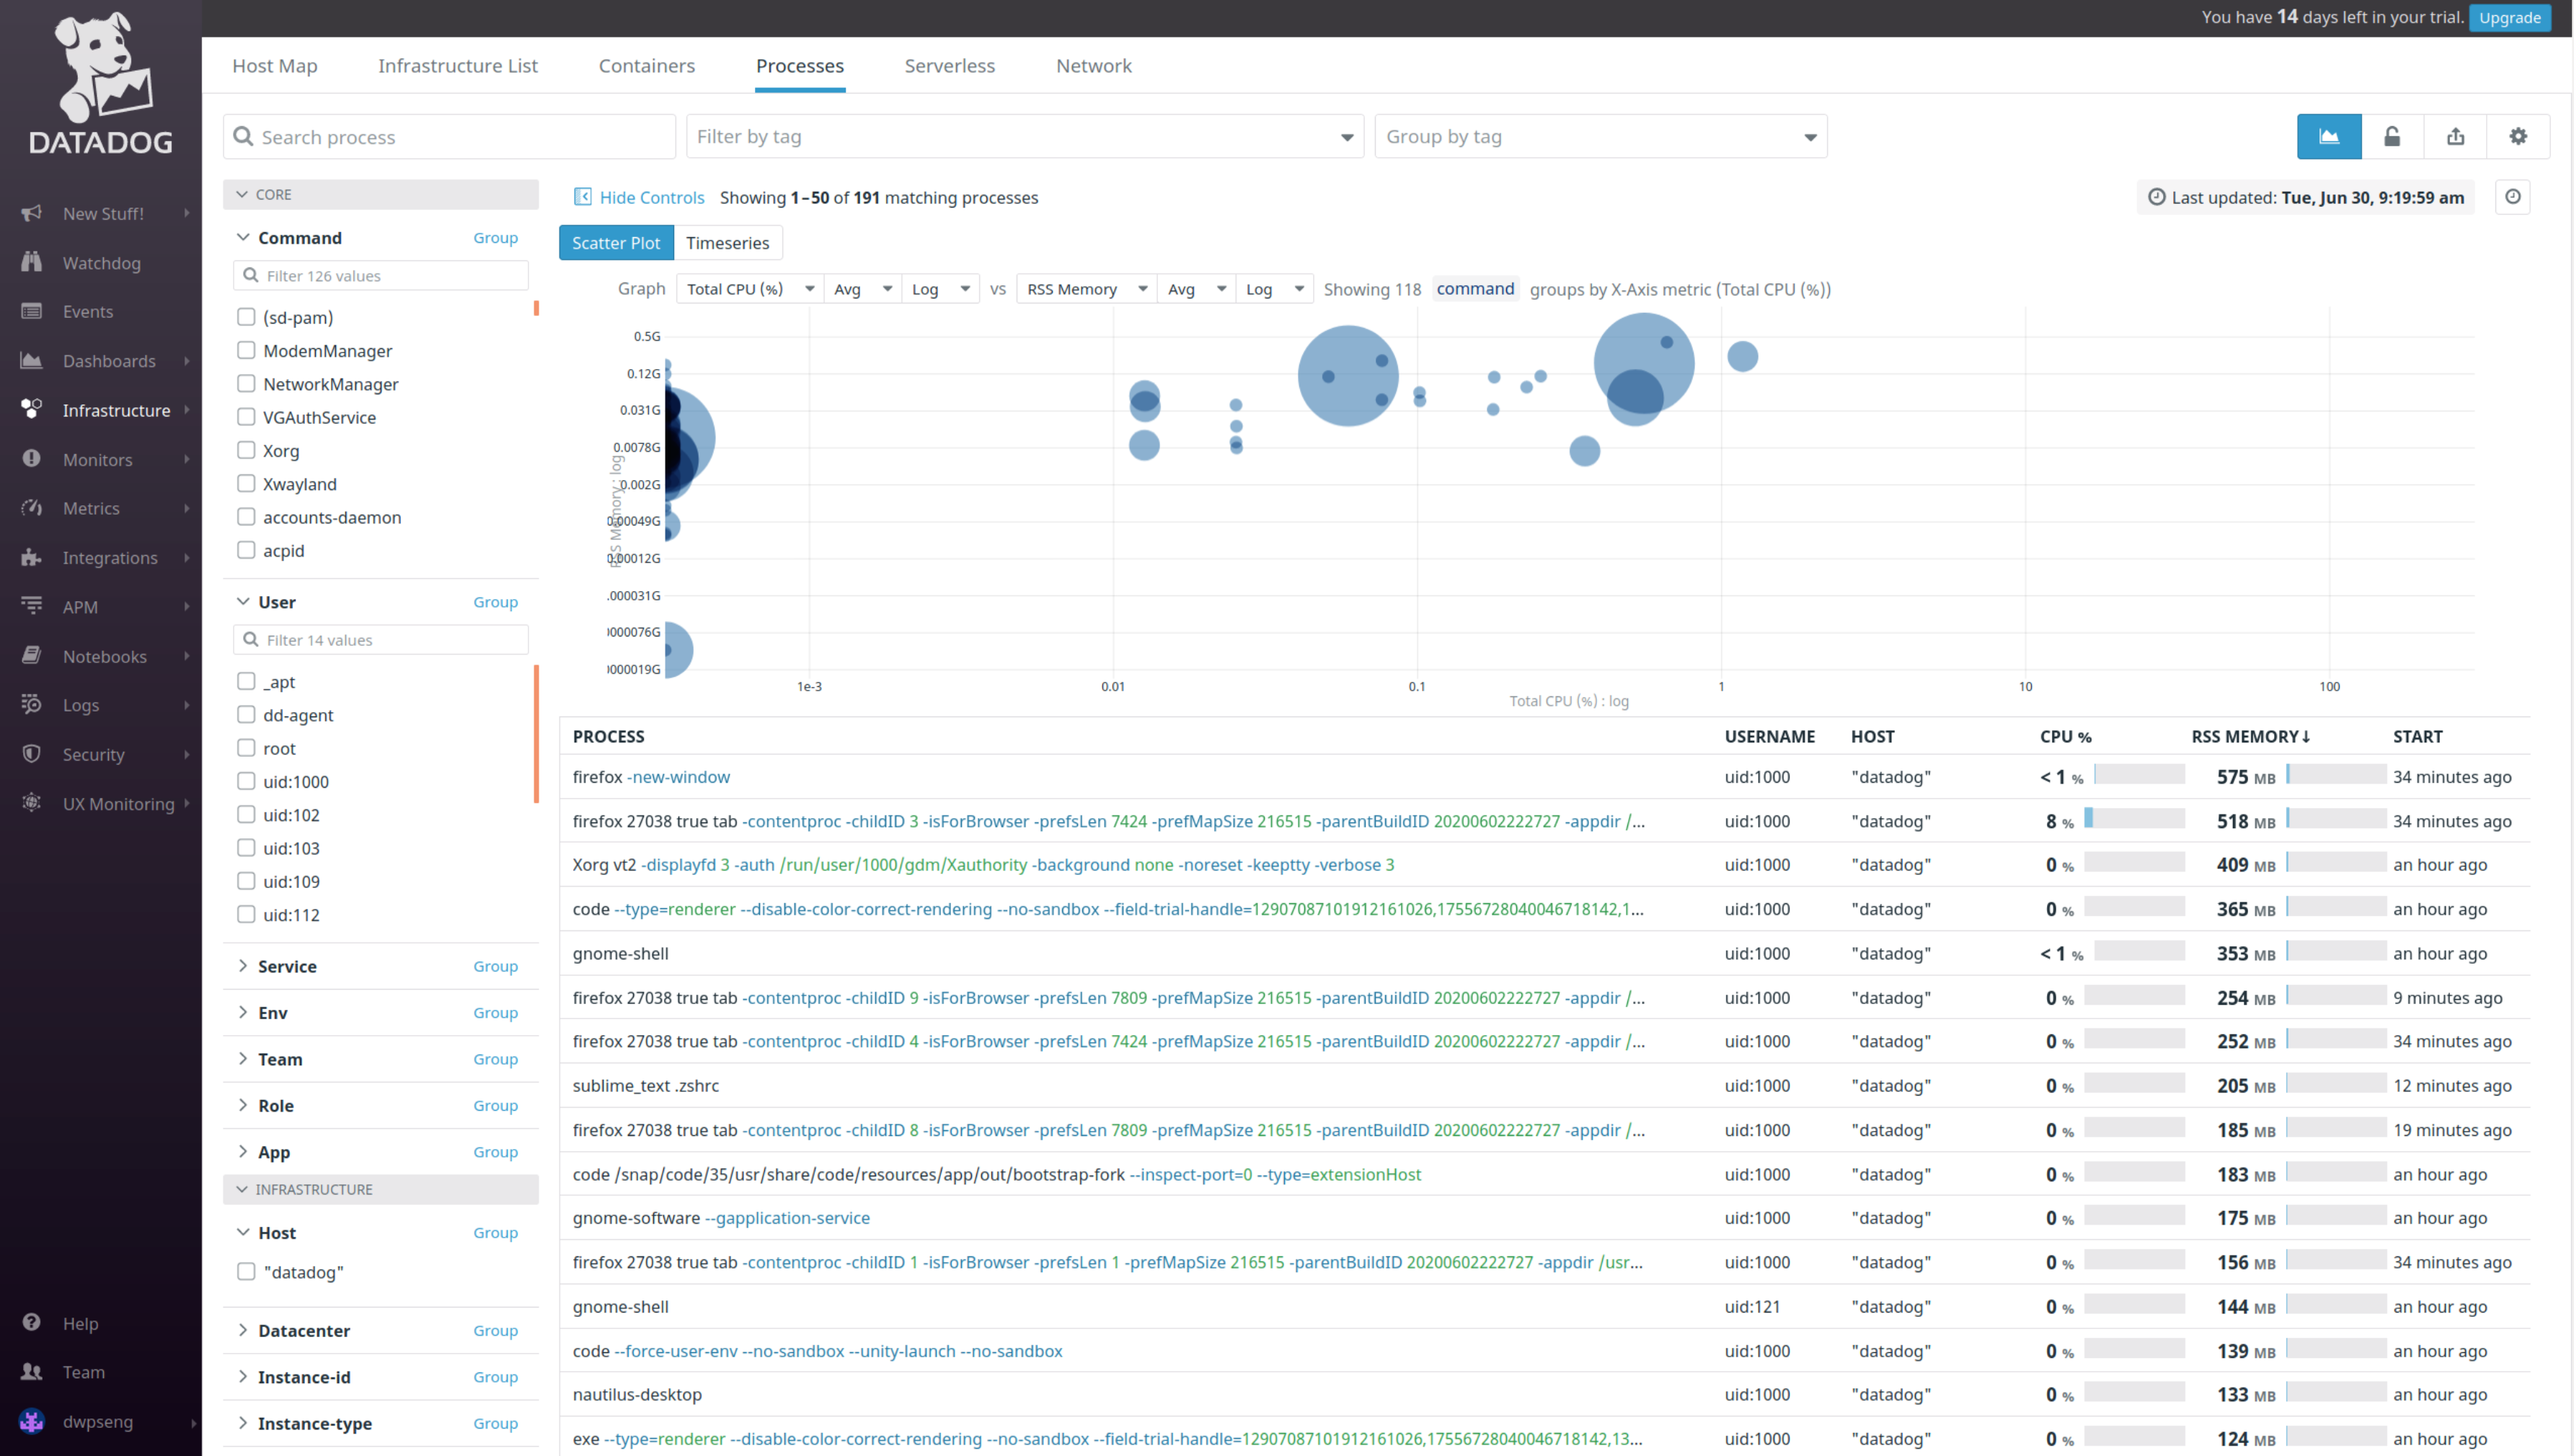 You have 14 days left in your trial. Upgrade
DATADOG
New Stuff!
Watchdog
Events
Dashboards
Infrastructure
Monitors
Metrics
Integrations
APM
Notebooks
Logs
Security
UX Monitoring
Help
Team
dwpseng
Host Map Infrastructure List Containers Processes Serverless Network
Search process Filter by tag Group by tag
CORE
Command Group
Filter 126 values
(sd-pam)
ModemManager
NetworkManager
VGAuthService
Xorg
Xwayland
accounts-daemon
acpid
User Group
Filter 14 values
_apt
dd-agent
root
uid:1000
uid:102
uid:103
uid:109
uid:112
Service Group
Env Group
Team Group
Role Group
App Group
INFRASTRUCTURE
Host Group
"datadog"
Datacenter Group
Instance-id Group
Instance-type Group
Hide Controls Showing 1–50 of 191 matching processes Last updated: Tue, Jun 30, 9:19:59 am
Scatter Plot Timeseries
Graph Total CPU (%) Avg Log vs RSS Memory Avg Log Showing 118 command groups by X-Axis metric (Total CPU (%))
0.5G
0.12G
0.031G
0.0078G
0.002G
0.00049G
0.00012G
.000031G
000076G
000019G
RSS Memory : log
1e-3 0.01 0.1 1 10 100
Total CPU (%) : log
PROCESS USERNAME HOST CPU % RSS MEMORY↓ START
firefox -new-window uid:1000 "datadog" < 1 % 575 MB 34 minutes ago
firefox 27038 true tab -contentproc -childID 3 -isForBrowser -prefsLen 7424 -prefMapSize 216515 -parentBuildID 20200602222727 -appdir /... uid:1000 "datadog" 8 % 518 MB 34 minutes ago
Xorg vt2 -displayfd 3 -auth /run/user/1000/gdm/Xauthority -background none -noreset -keeptty -verbose 3 uid:1000 "datadog" 0 % 409 MB an hour ago
code --type=renderer --disable-color-correct-rendering --no-sandbox --field-trial-handle=12907087101912161026,17556728040046718142,1... uid:1000 "datadog" 0 % 365 MB an hour ago
gnome-shell uid:1000 "datadog" < 1 % 353 MB an hour ago
firefox 27038 true tab -contentproc -childID 9 -isForBrowser -prefsLen 7809 -prefMapSize 216515 -parentBuildID 20200602222727 -appdir /... uid:1000 "datadog" 0 % 254 MB 9 minutes ago
firefox 27038 true tab -contentproc -childID 4 -isForBrowser -prefsLen 7424 -prefMapSize 216515 -parentBuildID 20200602222727 -appdir /... uid:1000 "datadog" 0 % 252 MB 34 minutes ago
sublime_text .zshrc uid:1000 "datadog" 0 % 205 MB 12 minutes ago
firefox 27038 true tab -contentproc -childID 8 -isForBrowser -prefsLen 7809 -prefMapSize 216515 -parentBuildID 20200602222727 -appdir /... uid:1000 "datadog" 0 % 185 MB 19 minutes ago
code /snap/code/35/usr/share/code/resources/app/out/bootstrap-fork --inspect-port=0 --type=extensionHost uid:1000 "datadog" 0 % 183 MB an hour ago
gnome-software --gapplication-service uid:1000 "datadog" 0 % 175 MB an hour ago
firefox 27038 true tab -contentproc -childID 1 -isForBrowser -prefsLen 1 -prefMapSize 216515 -parentBuildID 20200602222727 -appdir /usr... uid:1000 "datadog" 0 % 156 MB 34 minutes ago
gnome-shell uid:121 "datadog" 0 % 144 MB an hour ago
code --force-user-env --no-sandbox --unity-launch --no-sandbox uid:1000 "datadog" 0 % 139 MB an hour ago
nautilus-desktop uid:1000 "datadog" 0 % 133 MB an hour ago
exe --type=renderer --disable-color-correct-rendering --no-sandbox --field-trial-handle=12907087101912161026,17556728040046718142,13... uid:1000 "datadog" 0 % 124 MB an hour ago